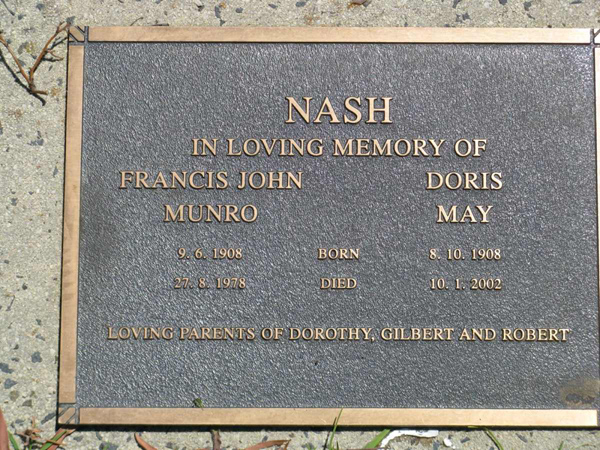 NASH
IN LOVING MEMORY OF
FRANCIS JOHN DORIS
MUNRO MAY
9. 6. 1908 BORN 8. 10. 1908
27. 8. 1978 DIED 10. 1. 2002
LOVING PARENTS OF DOROTHY, GILBERT AND ROBERT